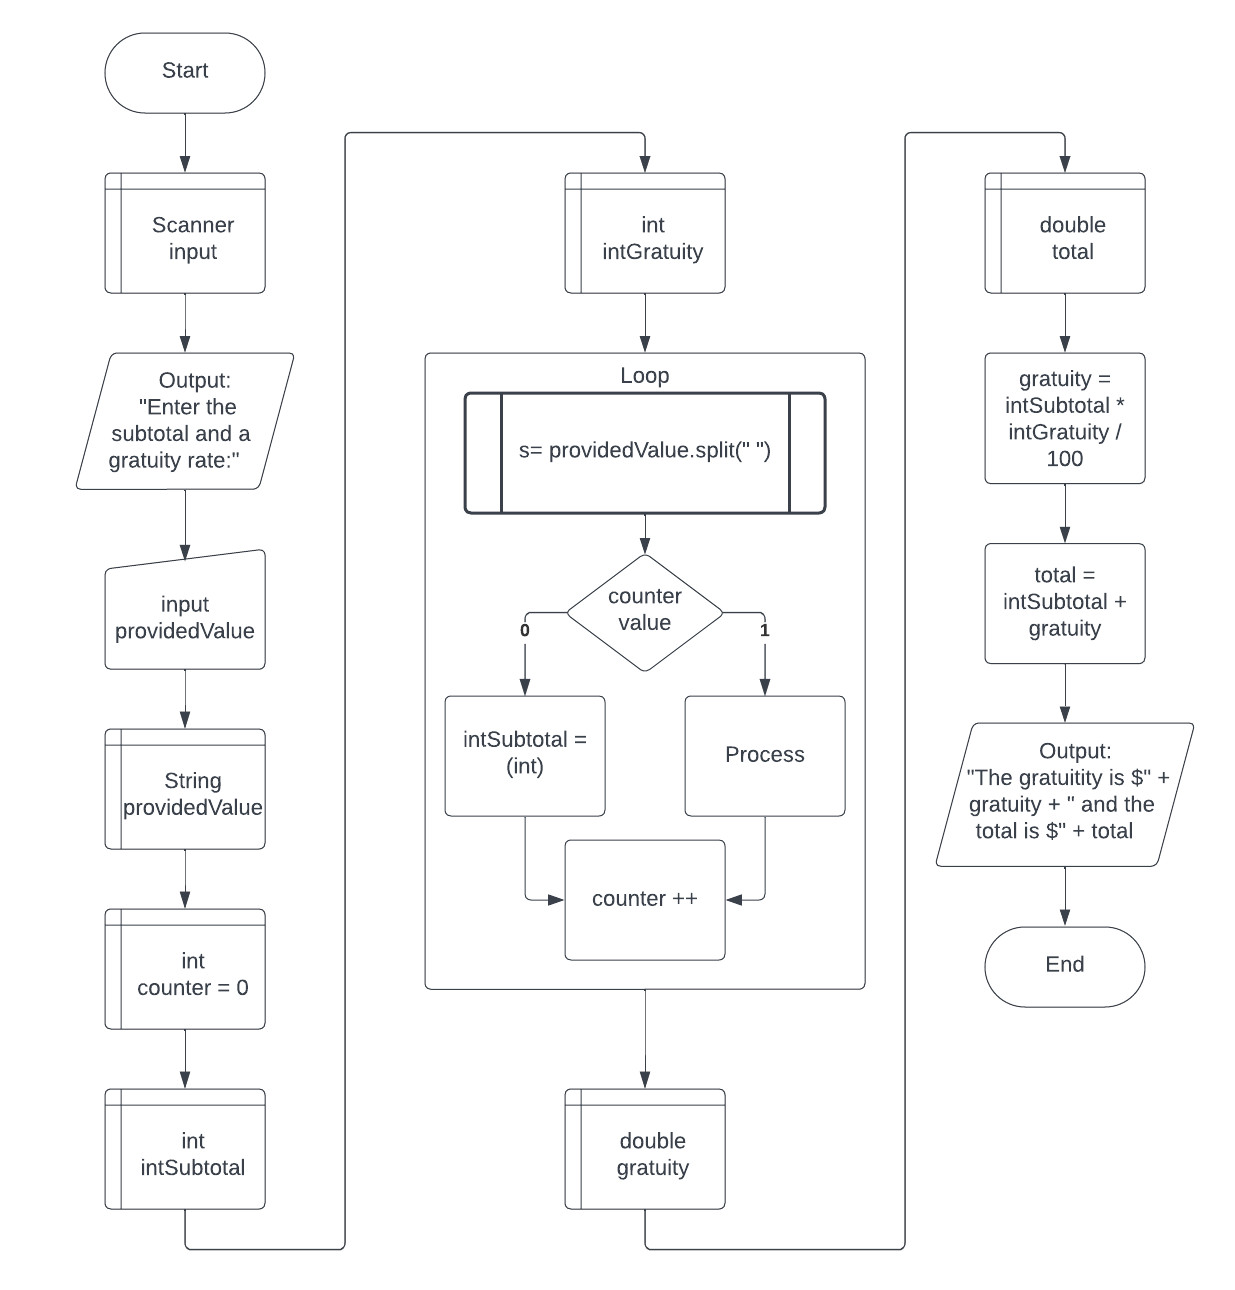 Start
Scanner
input
Output:
"Enter the
subtotal and a
gratuity rate:"
input
providedValue
String
providedValue
int
counter = 0
int
intSubtotal
int
intGratuity
Loop
s= providedValue.split(" ")
counter
value
0
1
intSubtotal =
(int)
Process
counter ++
double
gratuity
double
total
gratuity =
intSubtotal *
intGratuity /
100
total =
intSubtotal +
gratuity
Output:
"The gratuitity is $" +
gratuity + " and the
total is $" + total
End